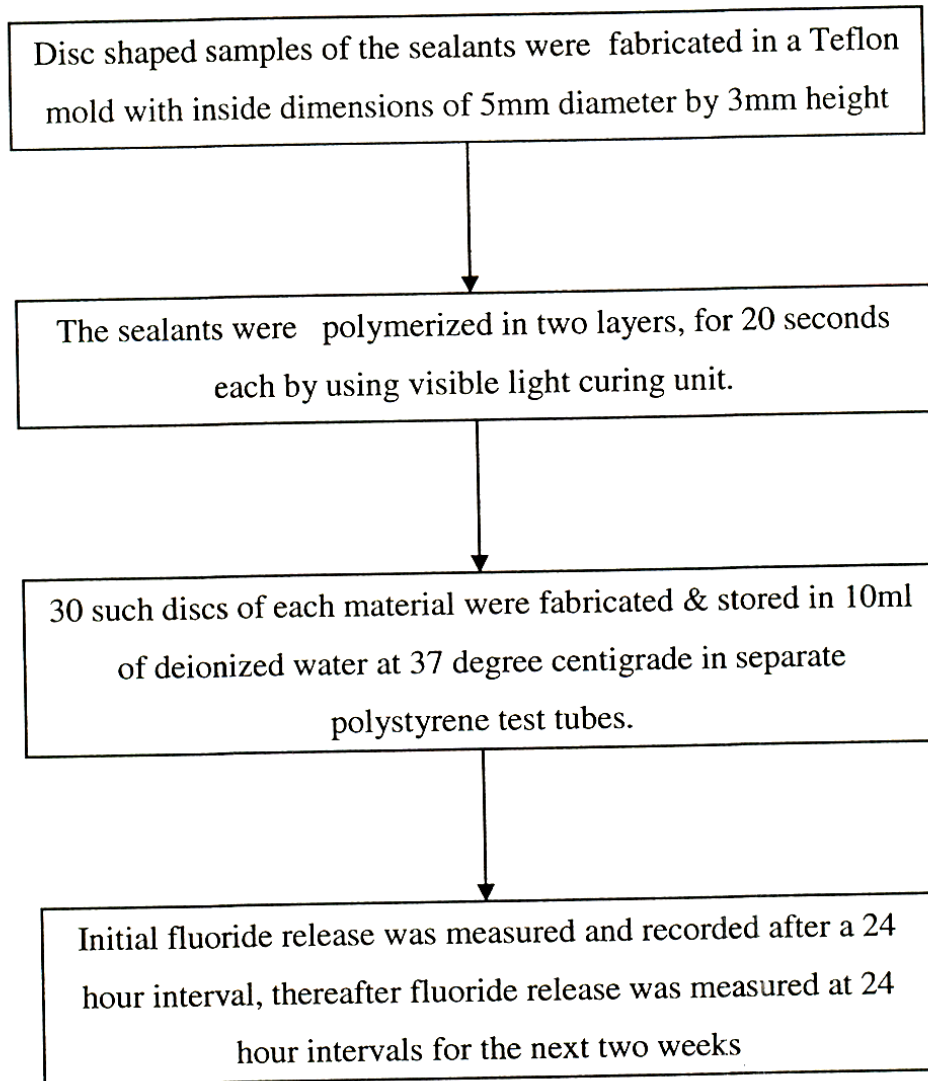 Disc shaped samples of the sealants were fabricated in a Teflon
mold with inside dimensions of 5mm diameter by 3mm height
The sealants were polymerized in two layers, for 20 seconds
each by using visible light curing unit.
30 such discs of each material were fabricated & stored in 10ml
of deionized water at 37 degree centigrade in separate
polystyrene test tubes.
Initial fluoride release was measured and recorded after a 24
hour interval, thereafter fluoride release was measured at 24
hour intervals for the next two weeks